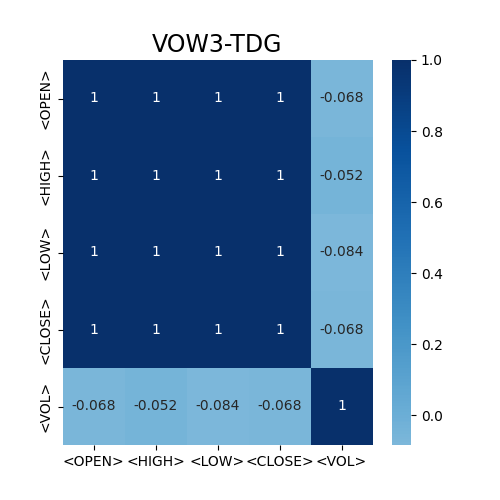 VOW3-TDG
<OPEN> 1 1 1 1 -0.068
<HIGH> 1 1 1 1 -0.052
<LOW> 1 1 1 1 -0.084
<CLOSE> 1 1 1 1 -0.068
<VOL> -0.068 -0.052 -0.084 -0.068 1
<OPEN> <HIGH> <LOW> <CLOSE> <VOL>
1.0
0.8
0.6
0.4
0.2
0.0